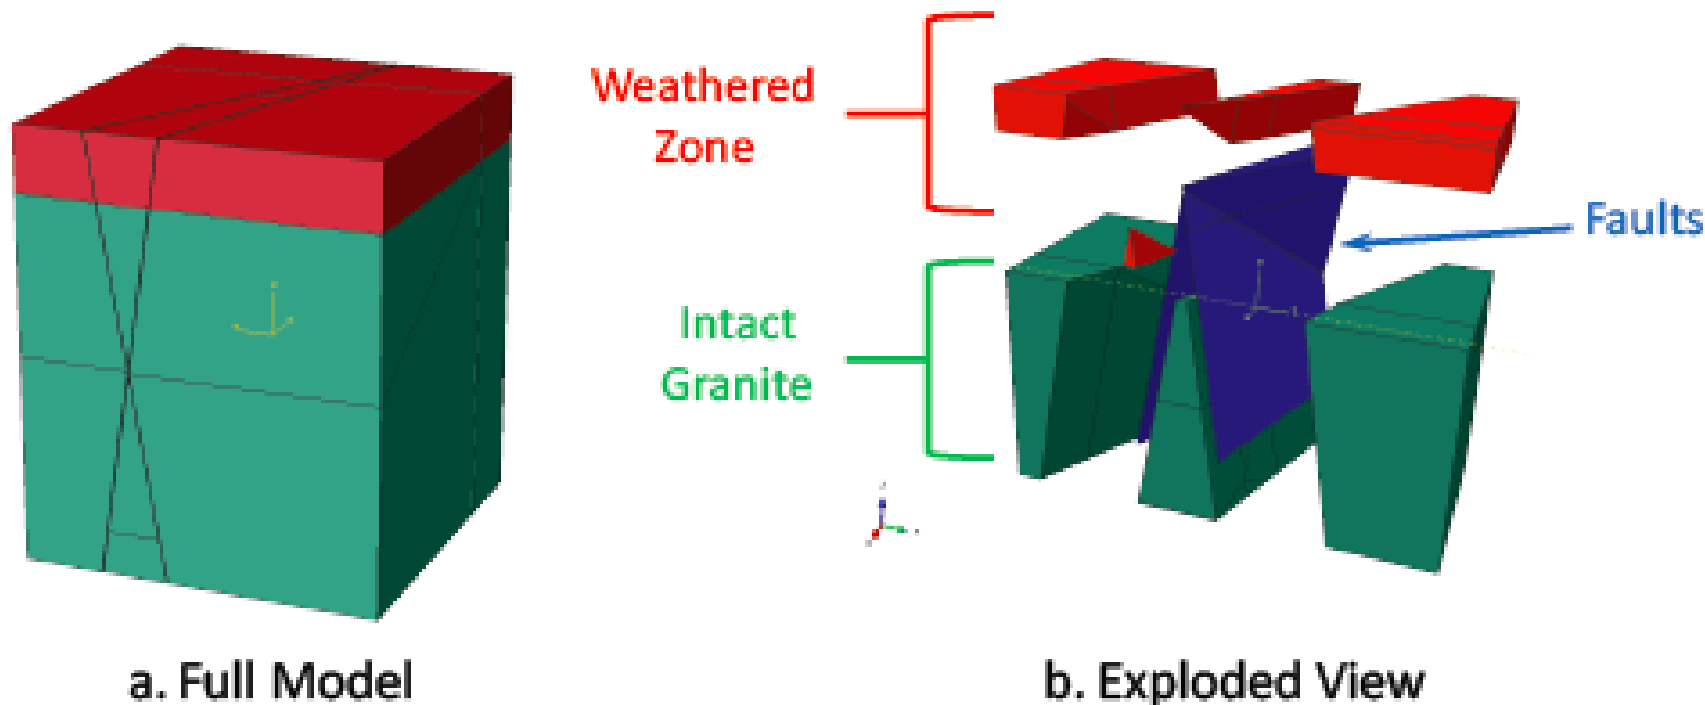 Weathered
Zone
Faults
Intact
Granite
a. Full Model
b. Exploded View